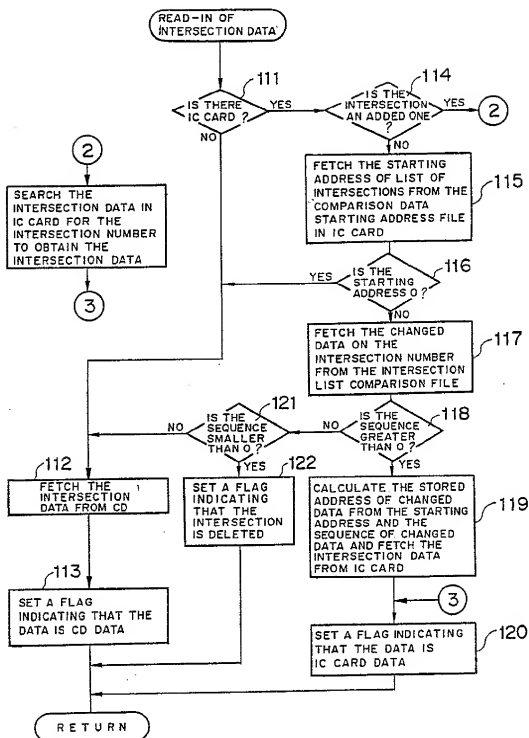 READ-IN OF
INTERSECTION DATA
111
IS THERE
IC CARD ?
YES
NO
114
IS THE
INTERSECTION
AN ADDED ONE
?
YES
2
NO
2
SEARCH THE
INTERSECTION DATA IN
IC CARD FOR THE
INTERSECTION NUMBER
TO OBTAIN THE
INTERSECTION DATA
3
FETCH THE STARTING
ADDRESS OF LIST OF
INTERSECTIONS FROM THE
COMPARISON DATA
STARTING ADDRESS FILE
IN IC CARD
115
IS THE
STARTING
ADDRESS O ?
116
YES
NO
FETCH THE CHANGED
DATA ON THE
INTERSECTION NUMBER
FROM THE INTERSECTION
LIST COMPARISON FILE
117
IS THE
SEQUENCE
GREATER
THAN O ?
118
NO
YES
IS THE
SEQUENCE
SMALLER
THAN O ?
121
NO
YES
122
SET A FLAG
INDICATING
THAT THE
INTERSECTION
IS DELETED
112
FETCH THE
INTERSECTION
DATA FROM CD
CALCULATE THE STORED
ADDRESS OF CHANGED
DATA FROM THE STARTING
ADDRESS AND THE
SEQUENCE OF CHANGED
DATA AND FETCH THE
INTERSECTION DATA
FROM IC CARD
119
113
SET A FLAG
INDICATING THAT THE
DATA IS CD DATA
3
SET A FLAG INDICATING
THAT THE DATA IS
IC CARD DATA
120
RETURN